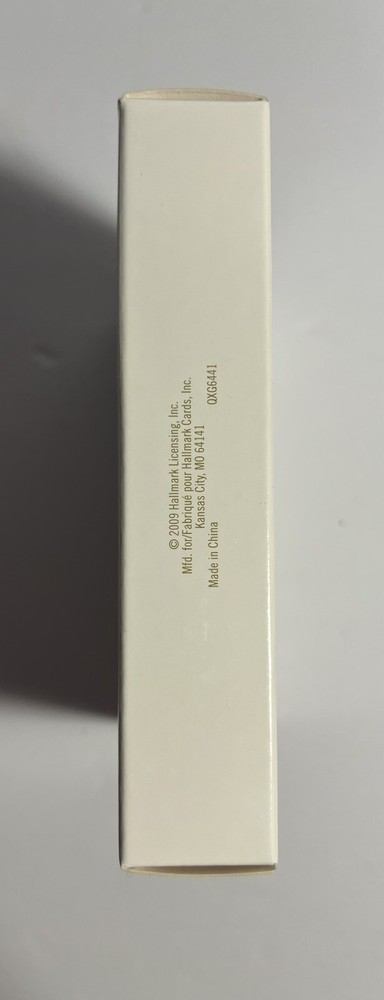 © 2009 Hallmark Licensing, Inc.
Mfd. for/Fabriqué pour Hallmark Cards, Inc.
Kansas City, MO 64141
Made in China QXG6441